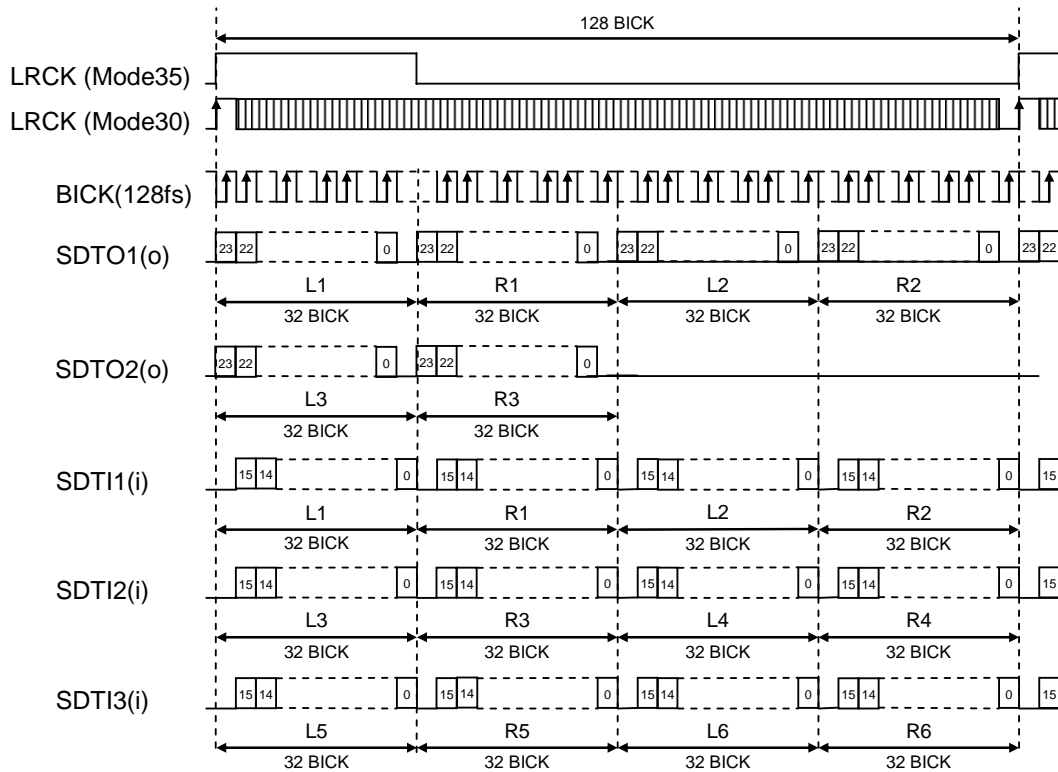 128 BICK
LRCK (Mode35)
LRCK (Mode30)
BICK(128fs)
SDTO1(o)
23 22 0 23 22 0 23 22 0 23 22 0 23 22
L1 R1 L2 R2
32 BICK 32 BICK 32 BICK 32 BICK
SDTO2(o)
23 22 0 23 22 0
L3 R3
32 BICK 32 BICK
SDTI1(i)
15 14 0 15 14 0 15 14 0 15 14 0 15
L1 R1 L2 R2
32 BICK 32 BICK 32 BICK 32 BICK
SDTI2(i)
15 14 0 15 14 0 15 14 0 15 14 0 15
L3 R3 L4 R4
32 BICK 32 BICK 32 BICK 32 BICK
SDTI3(i)
15 14 0 15 14 0 15 14 0 15 14 0 15
L5 R5 L6 R6
32 BICK 32 BICK 32 BICK 32 BICK